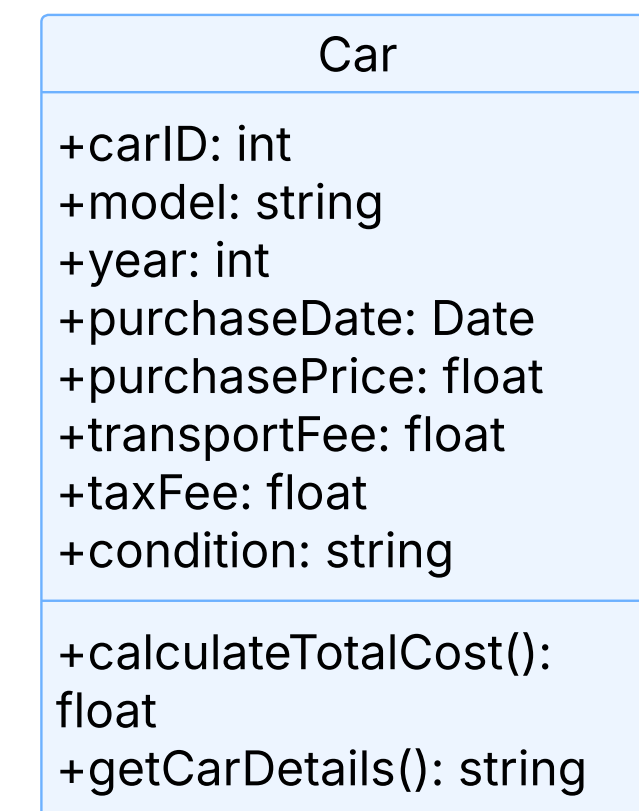 Car
+carID: int
+model: string
+year: int
+purchaseDate: Date
+purchasePrice: float
+transportFee: float
+taxFee: float
+condition: string
+calculateTotalCost():
float
+getCarDetails(): string